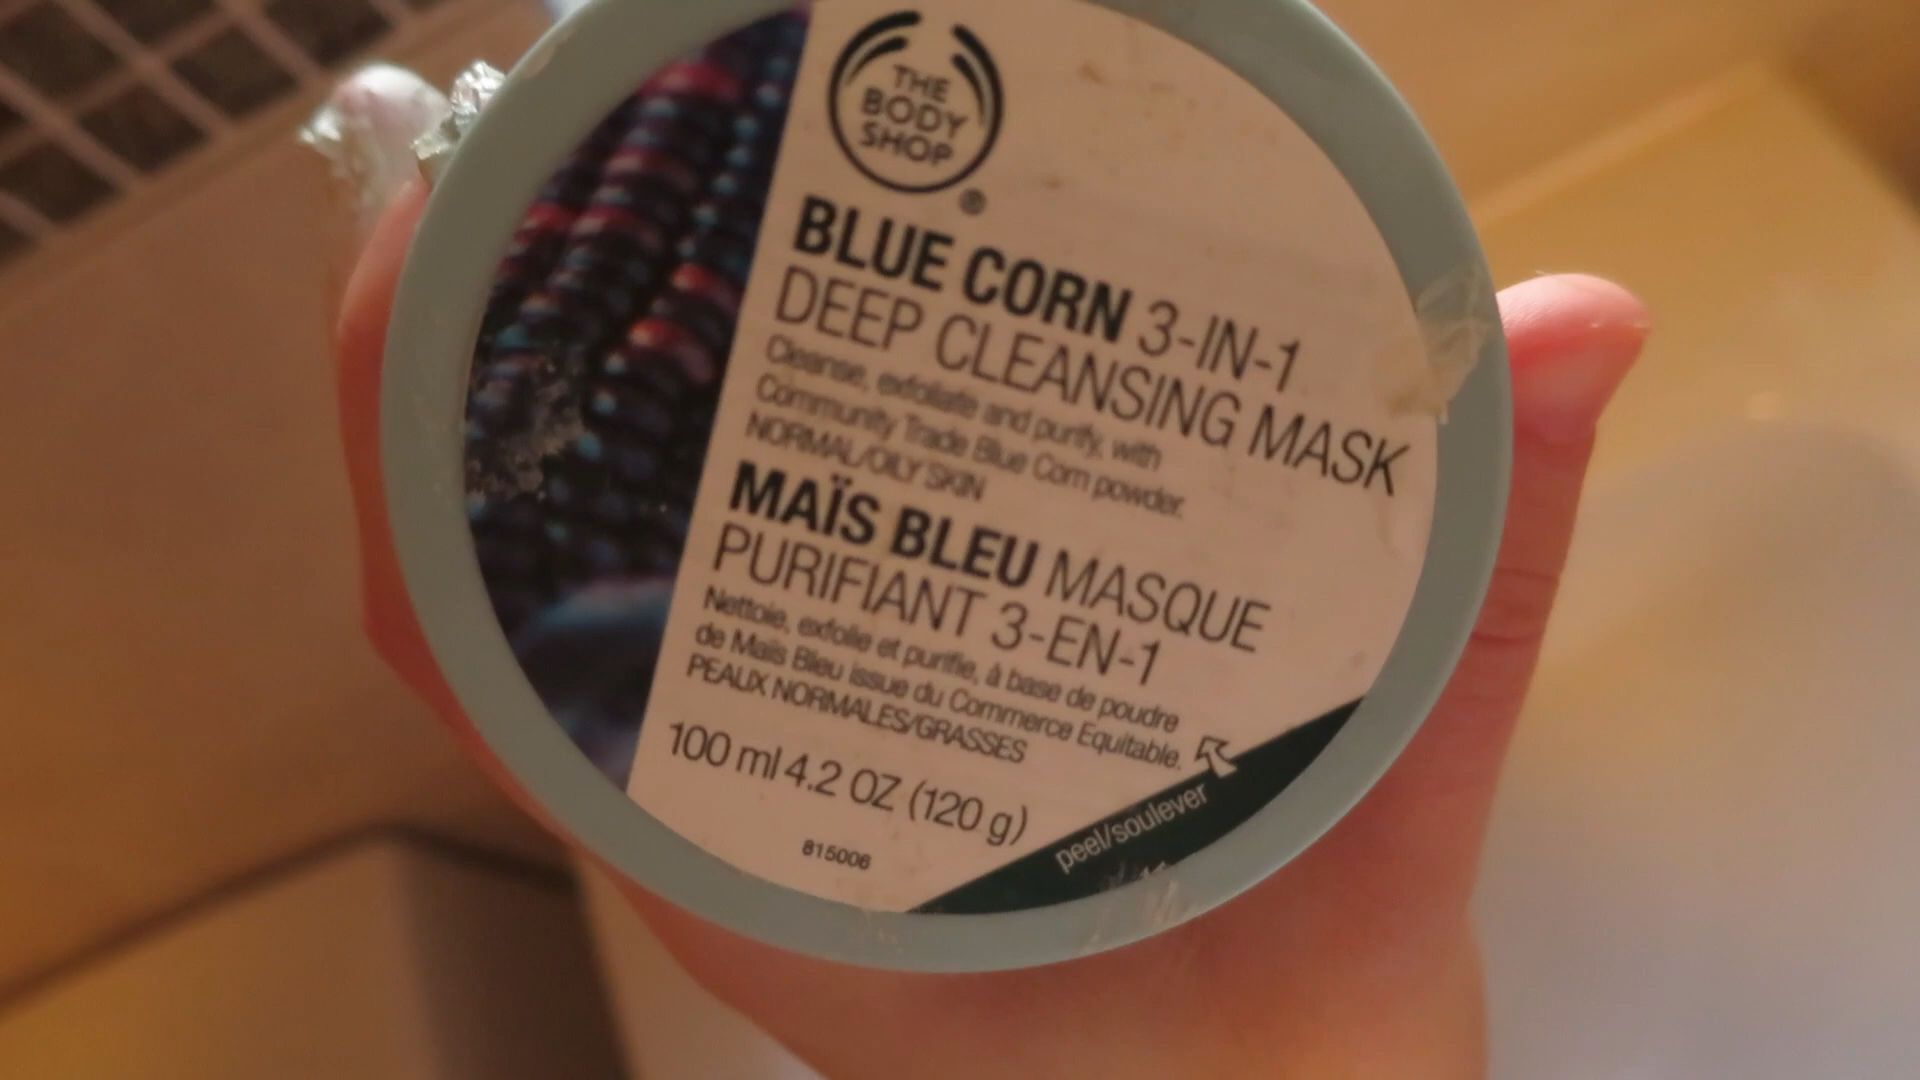 THE
BODY
SHOP
®
BLUE CORN 3-IN-1
DEEP CLEANSING MASK
Cleanse, exfoliate and purify, with
Community Trade Blue Corn powder.
NORMAL/OILY SKIN
MAÏS BLEU MASQUE
PURIFIANT 3-EN-1
Nettoie, exfolie et purifie, à base de poudre
de Maïs Bleu issue du Commerce Equitable.
PEAUX NORMALES/GRASSES
100 ml 4.2 OZ (120 g)
peel/soulever
815006